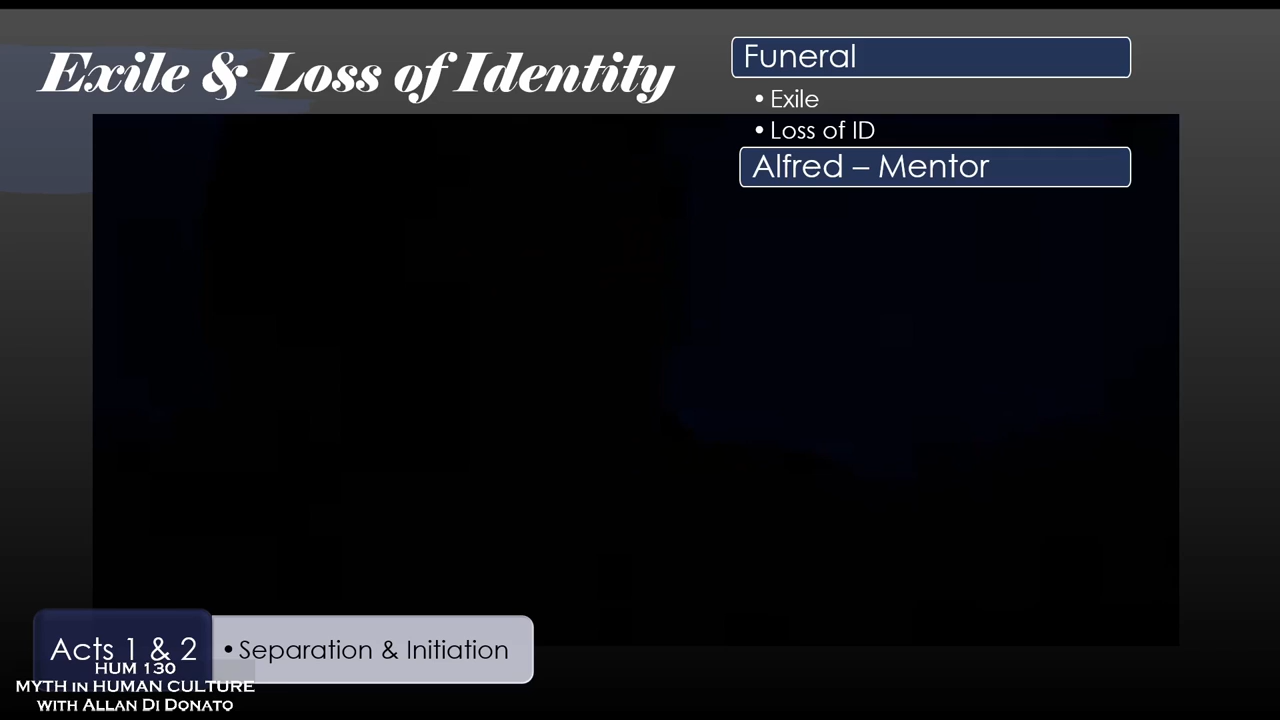 Exile & Loss of Identity
Funeral
• Exile
• Loss of ID
Alfred – Mentor
Acts 1 & 2
• Separation & Initiation
HUM 130
MYTH in HUMAN CULTURE
WITH ALLAN DI DONATO